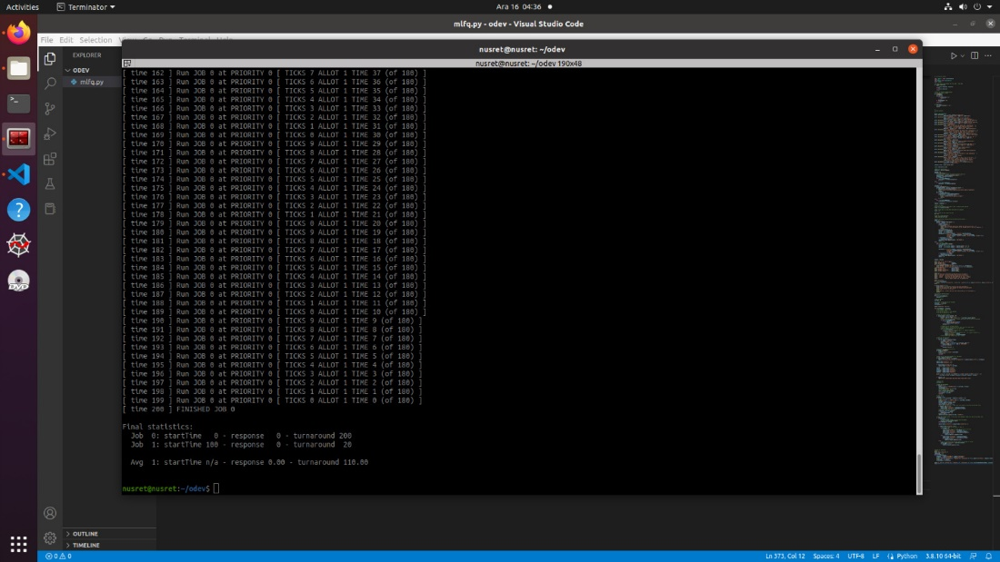 Activities
Terminator
Ara 16 04:36
mlfq.py - odev - Visual Studio Code
File Edit Selection
nusret@nusret: ~/odev
nusret@nusret: ~/odev 190x48
EXPLORER
ODEV
mlfq.py
[ time 162 ] Run JOB 0 at PRIORITY 0 [ TICKS 7 ALLOT 1 TIME 37 (of 180) ]
[ time 163 ] Run JOB 0 at PRIORITY 0 [ TICKS 6 ALLOT 1 TIME 36 (of 180) ]
[ time 164 ] Run JOB 0 at PRIORITY 0 [ TICKS 5 ALLOT 1 TIME 35 (of 180) ]
[ time 165 ] Run JOB 0 at PRIORITY 0 [ TICKS 4 ALLOT 1 TIME 34 (of 180) ]
[ time 166 ] Run JOB 0 at PRIORITY 0 [ TICKS 3 ALLOT 1 TIME 33 (of 180) ]
[ time 167 ] Run JOB 0 at PRIORITY 0 [ TICKS 2 ALLOT 1 TIME 32 (of 180) ]
[ time 168 ] Run JOB 0 at PRIORITY 0 [ TICKS 1 ALLOT 1 TIME 31 (of 180) ]
[ time 169 ] Run JOB 0 at PRIORITY 0 [ TICKS 0 ALLOT 1 TIME 30 (of 180) ]
[ time 170 ] Run JOB 0 at PRIORITY 0 [ TICKS 9 ALLOT 1 TIME 29 (of 180) ]
[ time 171 ] Run JOB 0 at PRIORITY 0 [ TICKS 8 ALLOT 1 TIME 28 (of 180) ]
[ time 172 ] Run JOB 0 at PRIORITY 0 [ TICKS 7 ALLOT 1 TIME 27 (of 180) ]
[ time 173 ] Run JOB 0 at PRIORITY 0 [ TICKS 6 ALLOT 1 TIME 26 (of 180) ]
[ time 174 ] Run JOB 0 at PRIORITY 0 [ TICKS 5 ALLOT 1 TIME 25 (of 180) ]
[ time 175 ] Run JOB 0 at PRIORITY 0 [ TICKS 4 ALLOT 1 TIME 24 (of 180) ]
[ time 176 ] Run JOB 0 at PRIORITY 0 [ TICKS 3 ALLOT 1 TIME 23 (of 180) ]
[ time 177 ] Run JOB 0 at PRIORITY 0 [ TICKS 2 ALLOT 1 TIME 22 (of 180) ]
[ time 178 ] Run JOB 0 at PRIORITY 0 [ TICKS 1 ALLOT 1 TIME 21 (of 180) ]
[ time 179 ] Run JOB 0 at PRIORITY 0 [ TICKS 0 ALLOT 1 TIME 20 (of 180) ]
[ time 180 ] Run JOB 0 at PRIORITY 0 [ TICKS 9 ALLOT 1 TIME 19 (of 180) ]
[ time 181 ] Run JOB 0 at PRIORITY 0 [ TICKS 8 ALLOT 1 TIME 18 (of 180) ]
[ time 182 ] Run JOB 0 at PRIORITY 0 [ TICKS 7 ALLOT 1 TIME 17 (of 180) ]
[ time 183 ] Run JOB 0 at PRIORITY 0 [ TICKS 6 ALLOT 1 TIME 16 (of 180) ]
[ time 184 ] Run JOB 0 at PRIORITY 0 [ TICKS 5 ALLOT 1 TIME 15 (of 180) ]
[ time 185 ] Run JOB 0 at PRIORITY 0 [ TICKS 4 ALLOT 1 TIME 14 (of 180) ]
[ time 186 ] Run JOB 0 at PRIORITY 0 [ TICKS 3 ALLOT 1 TIME 13 (of 180) ]
[ time 187 ] Run JOB 0 at PRIORITY 0 [ TICKS 2 ALLOT 1 TIME 12 (of 180) ]
[ time 188 ] Run JOB 0 at PRIORITY 0 [ TICKS 1 ALLOT 1 TIME 11 (of 180) ]
[ time 189 ] Run JOB 0 at PRIORITY 0 [ TICKS 0 ALLOT 1 TIME 10 (of 180) ]
[ time 190 ] Run JOB 0 at PRIORITY 0 [ TICKS 9 ALLOT 1 TIME 9 (of 180) ]
[ time 191 ] Run JOB 0 at PRIORITY 0 [ TICKS 8 ALLOT 1 TIME 8 (of 180) ]
[ time 192 ] Run JOB 0 at PRIORITY 0 [ TICKS 7 ALLOT 1 TIME 7 (of 180) ]
[ time 193 ] Run JOB 0 at PRIORITY 0 [ TICKS 6 ALLOT 1 TIME 6 (of 180) ]
[ time 194 ] Run JOB 0 at PRIORITY 0 [ TICKS 5 ALLOT 1 TIME 5 (of 180) ]
[ time 195 ] Run JOB 0 at PRIORITY 0 [ TICKS 4 ALLOT 1 TIME 4 (of 180) ]
[ time 196 ] Run JOB 0 at PRIORITY 0 [ TICKS 3 ALLOT 1 TIME 3 (of 180) ]
[ time 197 ] Run JOB 0 at PRIORITY 0 [ TICKS 2 ALLOT 1 TIME 2 (of 180) ]
[ time 198 ] Run JOB 0 at PRIORITY 0 [ TICKS 1 ALLOT 1 TIME 1 (of 180) ]
[ time 199 ] Run JOB 0 at PRIORITY 0 [ TICKS 0 ALLOT 1 TIME 0 (of 180) ]
[ time 200 ] FINISHED JOB 0
Final statistics:
Job 0: startTime 0 - response 0 - turnaround 200
Job 1: startTime 100 - response 0 - turnaround 20
Avg 1: startTime n/a - response 0.00 - turnaround 110.00
nusret@nusret:~/odev$
OUTLINE
TIMELINE
0 0
Ln 373, Col 12 Spaces: 4 UTF-8 LF Python 3.8.10 64-bit